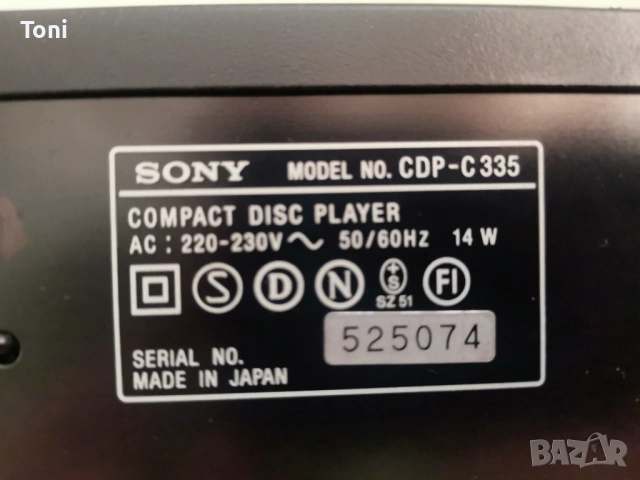 Toni
SONY MODEL NO. CDP-C335
COMPACT DISC PLAYER
AC : 220-230V~ 50/60HZ 14 W
S D N +S FI
SZ 51
525074
SERIAL NO.
MADE IN JAPAN
BAZAR